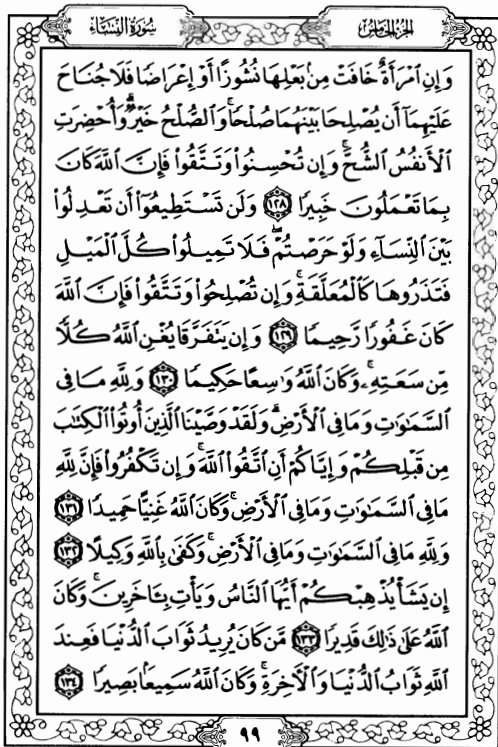 سُورَةُ النِّسَاءِ
الجزء الخامس
وَإِنِ ٱمْرَأَةٌ خَافَتْ مِنۢ بَعْلِهَا نُشُوزًا أَوْ إِعْرَاضًا فَلَا جُنَاحَ
عَلَيْهِمَآ أَن يُصْلِحَا بَيْنَهُمَا صُلْحًا ۚ وَٱلصُّلْحُ خَيْرٌ ۗ وَأُحْضِرَتِ
ٱلْأَنفُسُ ٱلشُّحَّ ۚ وَإِن تُحْسِنُوا۟ وَتَتَّقُوا۟ فَإِنَّ ٱللَّهَ كَانَ
بِمَا تَعْمَلُونَ خَبِيرًا ١٢٨ وَلَن تَسْتَطِيعُوٓا۟ أَن تَعْدِلُوا۟
بَيْنَ ٱلنِّسَآءِ وَلَوْ حَرَصْتُمْ ۖ فَلَا تَمِيلُوا۟ كُلَّ ٱلْمَيْلِ
فَتَذَرُوهَا كَٱلْمُعَلَّقَةِ ۚ وَإِن تُصْلِحُوا۟ وَتَتَّقُوا۟ فَإِنَّ ٱللَّهَ
كَانَ غَفُورًا رَّحِيمًا ١٢٩ وَإِن يَتَفَرَّقَا يُغْنِ ٱللَّهُ كُلًّا
مِّن سَعَتِهِۦ ۚ وَكَانَ ٱللَّهُ وَٰسِعًا حَكِيمًا ١٣٠ وَلِلَّهِ مَا فِى
ٱلسَّمَٰوَٰتِ وَمَا فِى ٱلْأَرْضِ ۗ وَلَقَدْ وَصَّيْنَا ٱلَّذِينَ أُوتُوا۟ ٱلْكِتَٰبَ
مِن قَبْلِكُمْ وَإِيَّاكُمْ أَنِ ٱتَّقُوا۟ ٱللَّهَ ۚ وَإِن تَكْفُرُوا۟ فَإِنَّ لِلَّهِ
مَا فِى ٱلسَّمَٰوَٰتِ وَمَا فِى ٱلْأَرْضِ ۚ وَكَانَ ٱللَّهُ غَنِيًّا حَمِيدًا ١٣١
وَلِلَّهِ مَا فِى ٱلسَّمَٰوَٰتِ وَمَا فِى ٱلْأَرْضِ ۚ وَكَفَىٰ بِٱللَّهِ وَكِيلًا ١٣٢
إِن يَشَأْ يُذْهِبْكُمْ أَيُّهَا ٱلنَّاسُ وَيَأْتِ بِـَٔاخَرِينَ ۚ وَكَانَ
ٱللَّهُ عَلَىٰ ذَٰلِكَ قَدِيرًا ١٣٣ مَّن كَانَ يُرِيدُ ثَوَابَ ٱلدُّنْيَا فَعِندَ
ٱللَّهِ ثَوَابُ ٱلدُّنْيَا وَٱلْأَخِرَةِ ۚ وَكَانَ ٱللَّهُ سَمِيعًۢا بَصِيرًا ١٣٤
٩٩